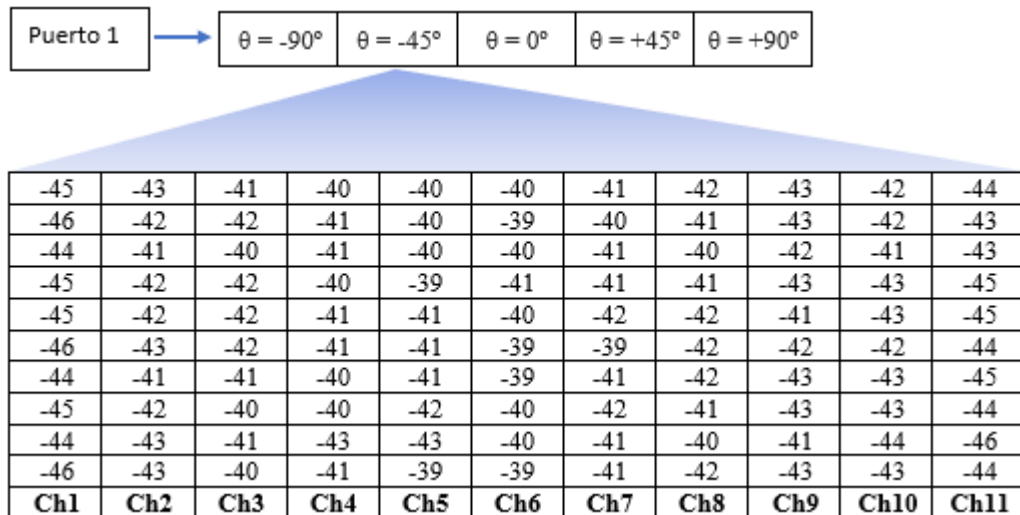 Puerto 1 θ = -90º θ = -45º θ = 0º θ = +45º θ = +90º
-45 -43 -41 -40 -40 -40 -41 -42 -43 -42 -44
-46 -42 -42 -41 -40 -39 -40 -41 -43 -42 -43
-44 -41 -40 -41 -40 -40 -41 -40 -42 -41 -43
-45 -42 -42 -40 -39 -41 -41 -41 -43 -43 -45
-45 -42 -42 -41 -41 -40 -42 -42 -41 -43 -45
-46 -43 -42 -41 -41 -39 -39 -42 -42 -42 -44
-44 -41 -41 -40 -41 -39 -41 -42 -43 -43 -45
-45 -42 -40 -40 -42 -40 -42 -41 -43 -43 -44
-44 -43 -41 -43 -43 -40 -41 -40 -41 -44 -46
-46 -43 -40 -41 -39 -39 -41 -42 -43 -43 -44
Ch1 Ch2 Ch3 Ch4 Ch5 Ch6 Ch7 Ch8 Ch9 Ch10 Ch11